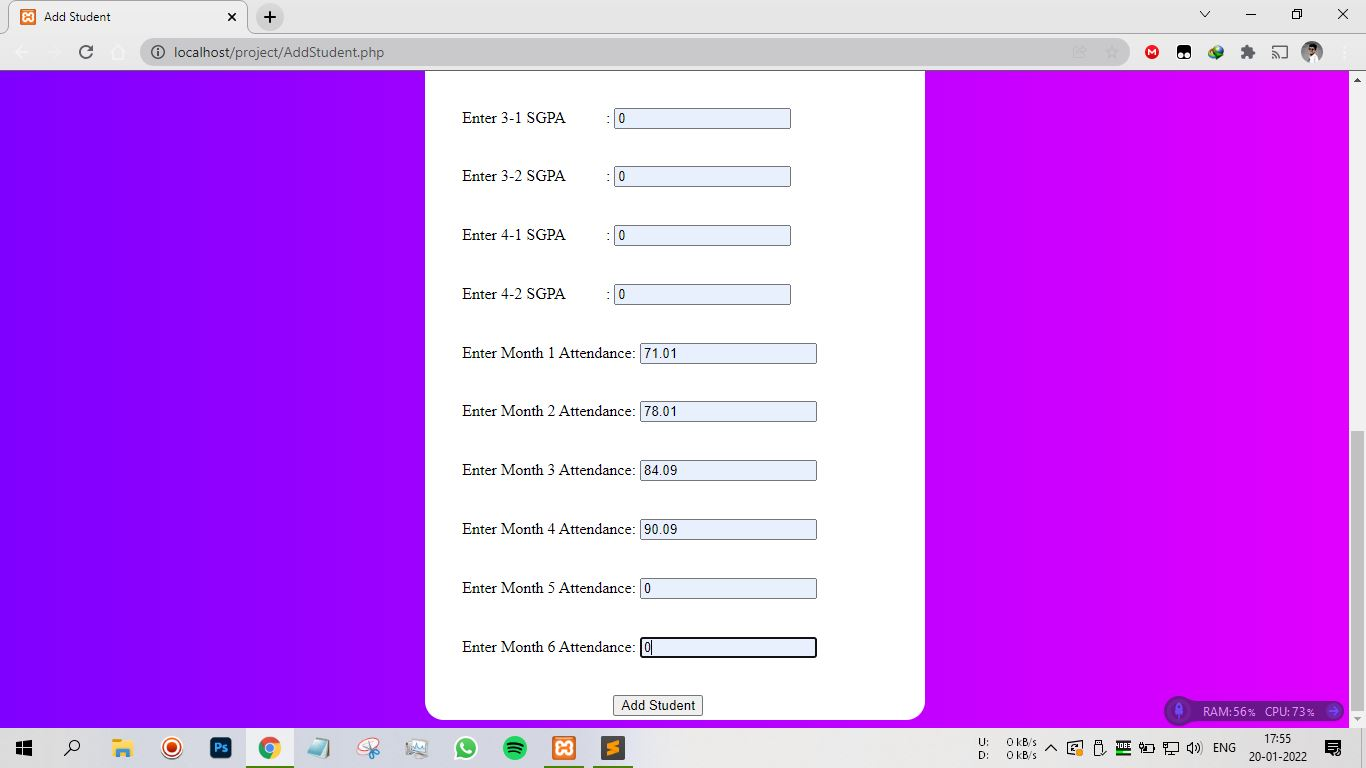 Add Student
localhost/project/AddStudent.php
Enter 3-1 SGPA : 0
Enter 3-2 SGPA : 0
Enter 4-1 SGPA : 0
Enter 4-2 SGPA : 0
Enter Month 1 Attendance: 71.01
Enter Month 2 Attendance: 78.01
Enter Month 3 Attendance: 84.09
Enter Month 4 Attendance: 90.09
Enter Month 5 Attendance: 0
Enter Month 6 Attendance: 0
Add Student
RAM:56% CPU:73%
Ps
U: 0 kB/s
D: 0 kB/s
ENG
17:55
20-01-2022